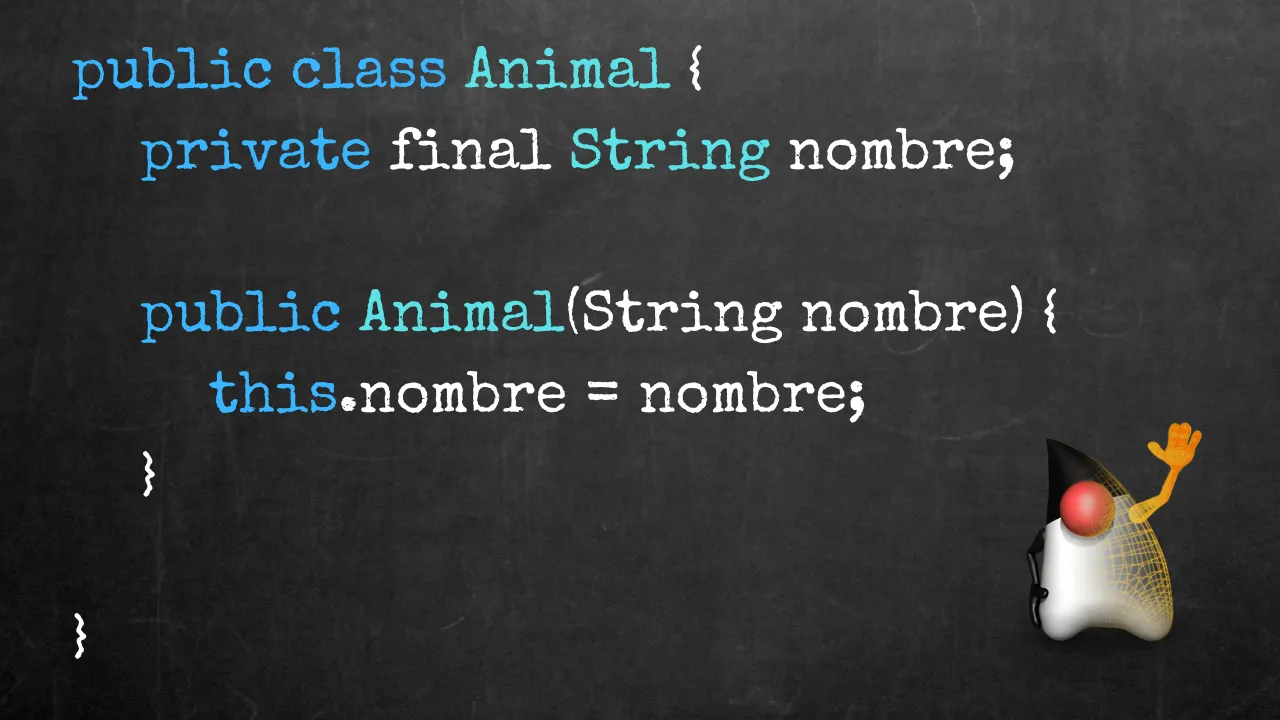 public class Animal {
private final String nombre;
public Animal(String nombre) {
this.nombre = nombre;
}
}